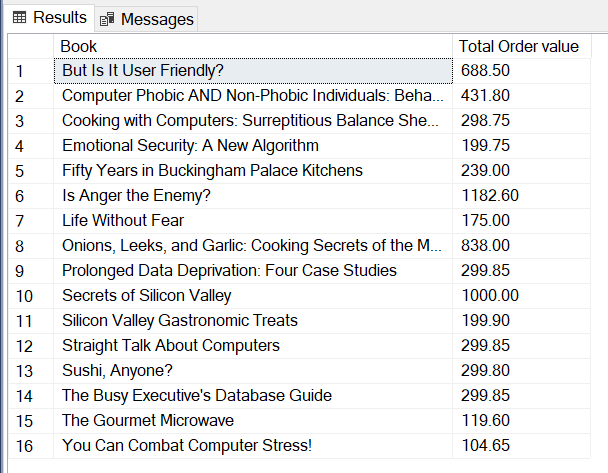 Results Messages
Book Total Order value
1 But Is It User Friendly? 688.50
2 Computer Phobic AND Non-Phobic Individuals: Beha... 431.80
3 Cooking with Computers: Surreptitious Balance She... 298.75
4 Emotional Security: A New Algorithm 199.75
5 Fifty Years in Buckingham Palace Kitchens 239.00
6 Is Anger the Enemy? 1182.60
7 Life Without Fear 175.00
8 Onions, Leeks, and Garlic: Cooking Secrets of the M... 838.00
9 Prolonged Data Deprivation: Four Case Studies 299.85
10 Secrets of Silicon Valley 1000.00
11 Silicon Valley Gastronomic Treats 199.90
12 Straight Talk About Computers 299.85
13 Sushi, Anyone? 299.80
14 The Busy Executive's Database Guide 299.85
15 The Gourmet Microwave 119.60
16 You Can Combat Computer Stress! 104.65